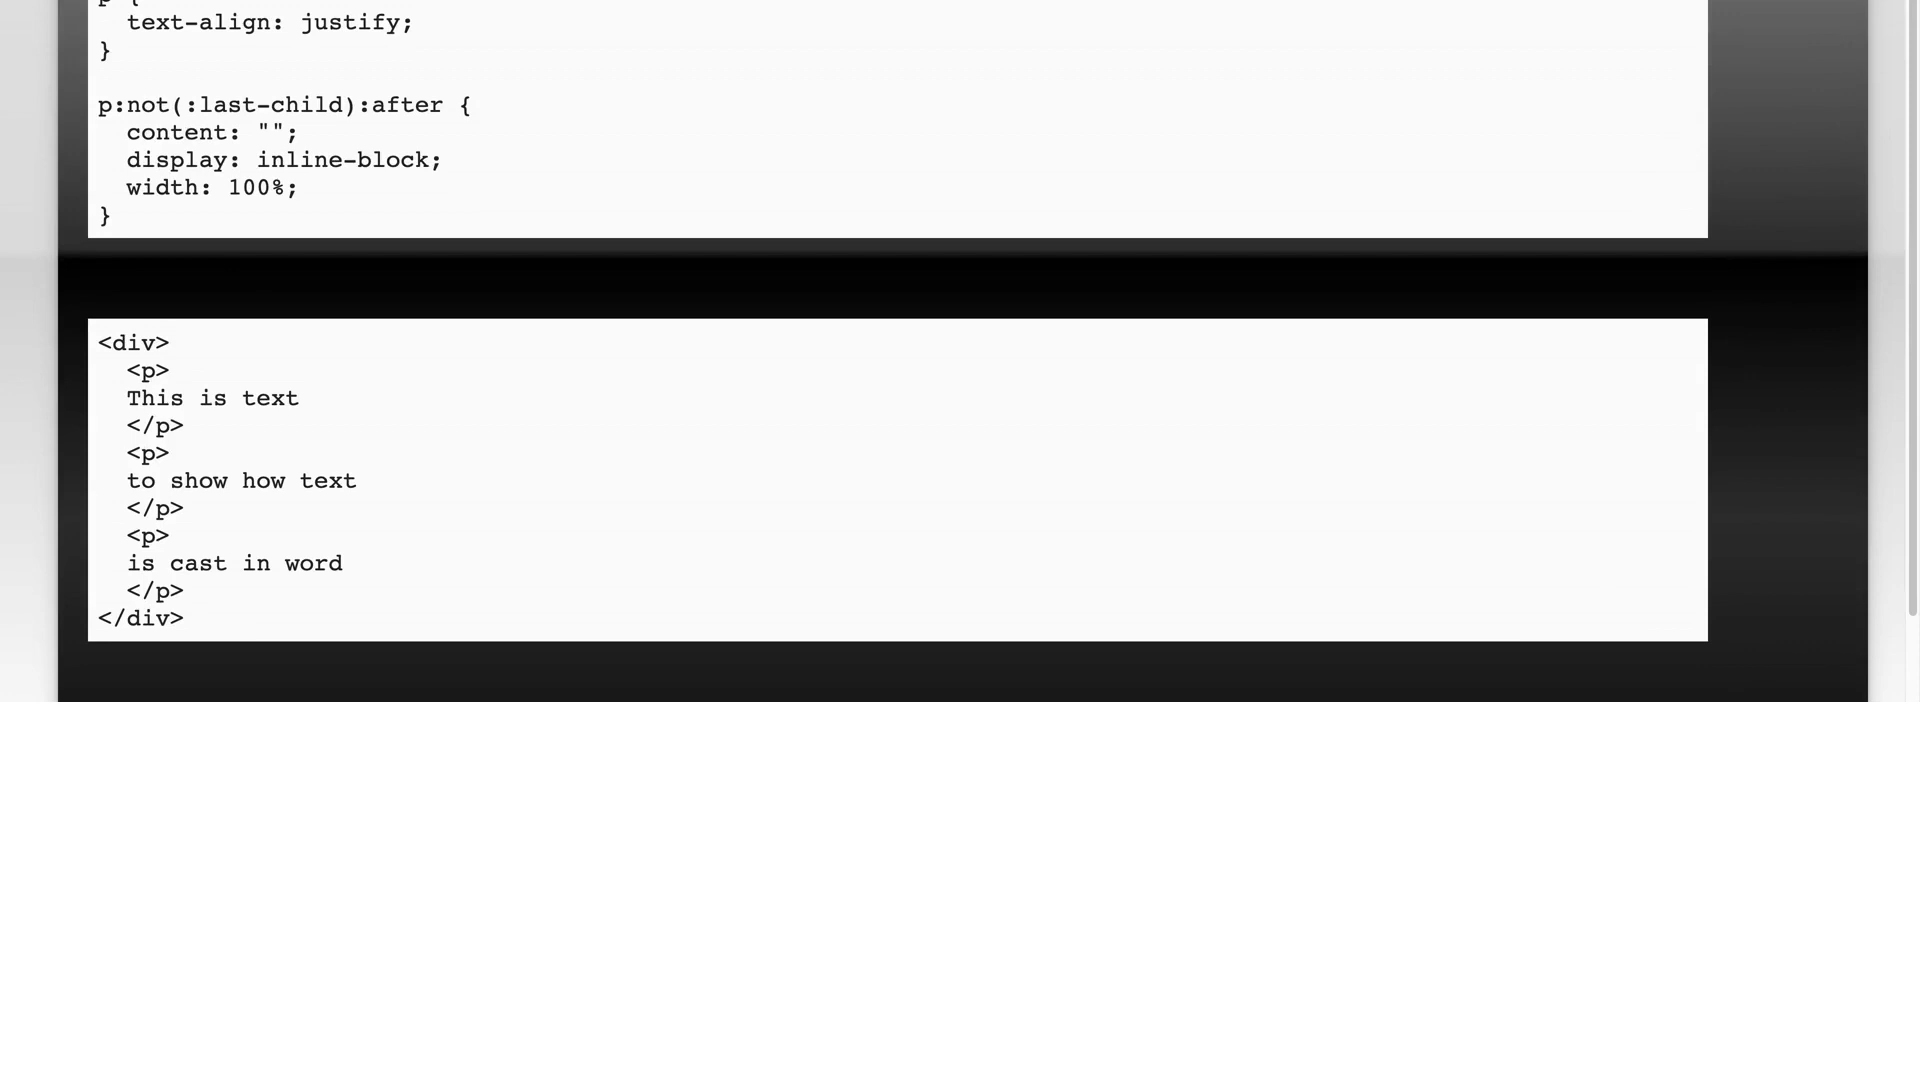 p {
  text-align: justify;
}

p:not(:last-child):after {
  content: "";
  display: inline-block;
  width: 100%;
}

<div>
  <p>
  This is text
  </p>
  <p>
  to show how text
  </p>
  <p>
  is cast in word
  </p>
</div>